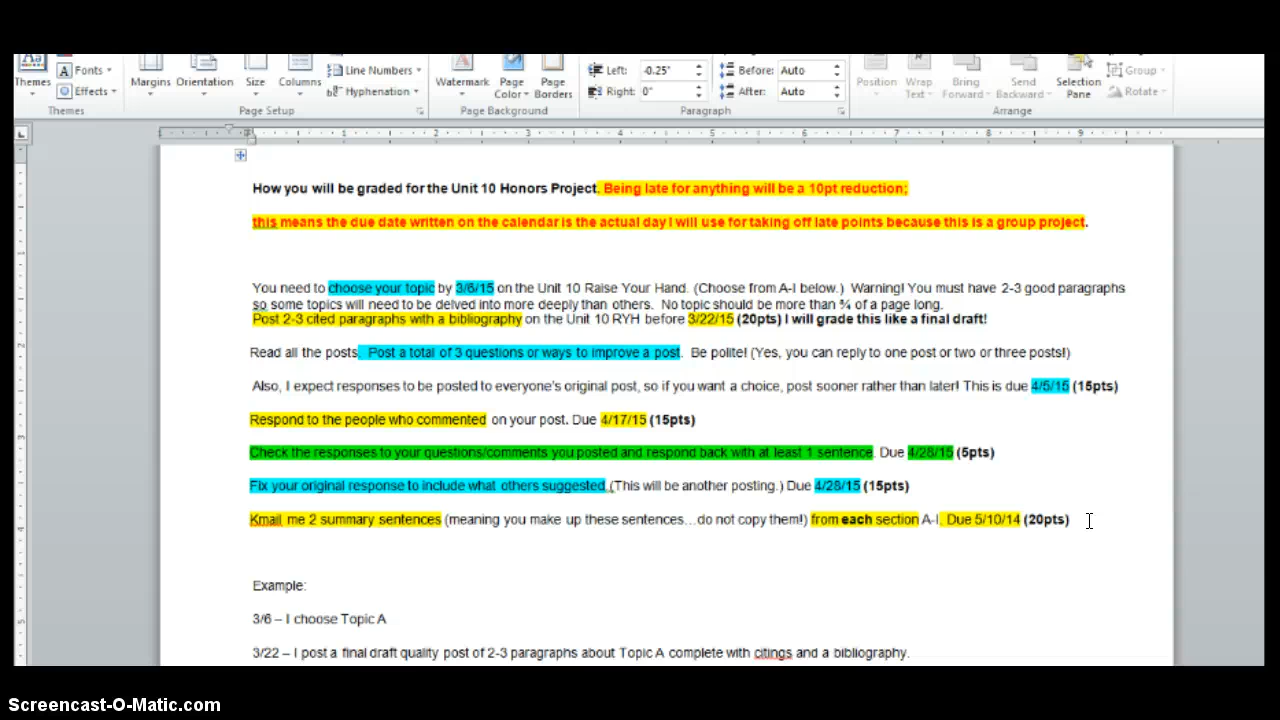 Themes
Fonts
Effects
Themes
Margins
Orientation
Size
Columns
Line Numbers
Hyphenation
Page Setup
Watermark
Page Color
Page Borders
Page Background
Left: -0.25"
Right: 0"
Before: Auto
After: Auto
Paragraph
Position
Wrap Text
Bring Forward
Send Backward
Selection Pane
Group
Rotate
Arrange
1 2 3 4 5 6 7 8 9
How you will be graded for the Unit 10 Honors Project. Being late for anything will be a 10pt reduction;
this means the due date written on the calendar is the actual day I will use for taking off late points because this is a group project.
You need to choose your topic by 3/6/15 on the Unit 10 Raise Your Hand. (Choose from A-I below.) Warning! You must have 2-3 good paragraphs
so some topics will need to be delved into more deeply than others. No topic should be more than ¾ of a page long.
Post 2-3 cited paragraphs with a bibliography on the Unit 10 RYH before 3/22/15 (20pts) I will grade this like a final draft!
Read all the posts. Post a total of 3 questions or ways to improve a post. Be polite! (Yes, you can reply to one post or two or three posts!)
Also, I expect responses to be posted to everyone's original post, so if you want a choice, post sooner rather than later! This is due 4/5/15 (15pts)
Respond to the people who commented on your post. Due 4/17/15 (15pts)
Check the responses to your questions/comments you posted and respond back with at least 1 sentence. Due 4/28/15 (5pts)
Fix your original response to include what others suggested. (This will be another posting.) Due 4/28/15 (15pts)
Kmail me 2 summary sentences (meaning you make up these sentences…do not copy them!) from each section A-I. Due 5/10/14 (20pts)
Example:
3/6 – I choose Topic A
3/22 – I post a final draft quality post of 2-3 paragraphs about Topic A complete with citings and a bibliography.
Screencast-O-Matic.com